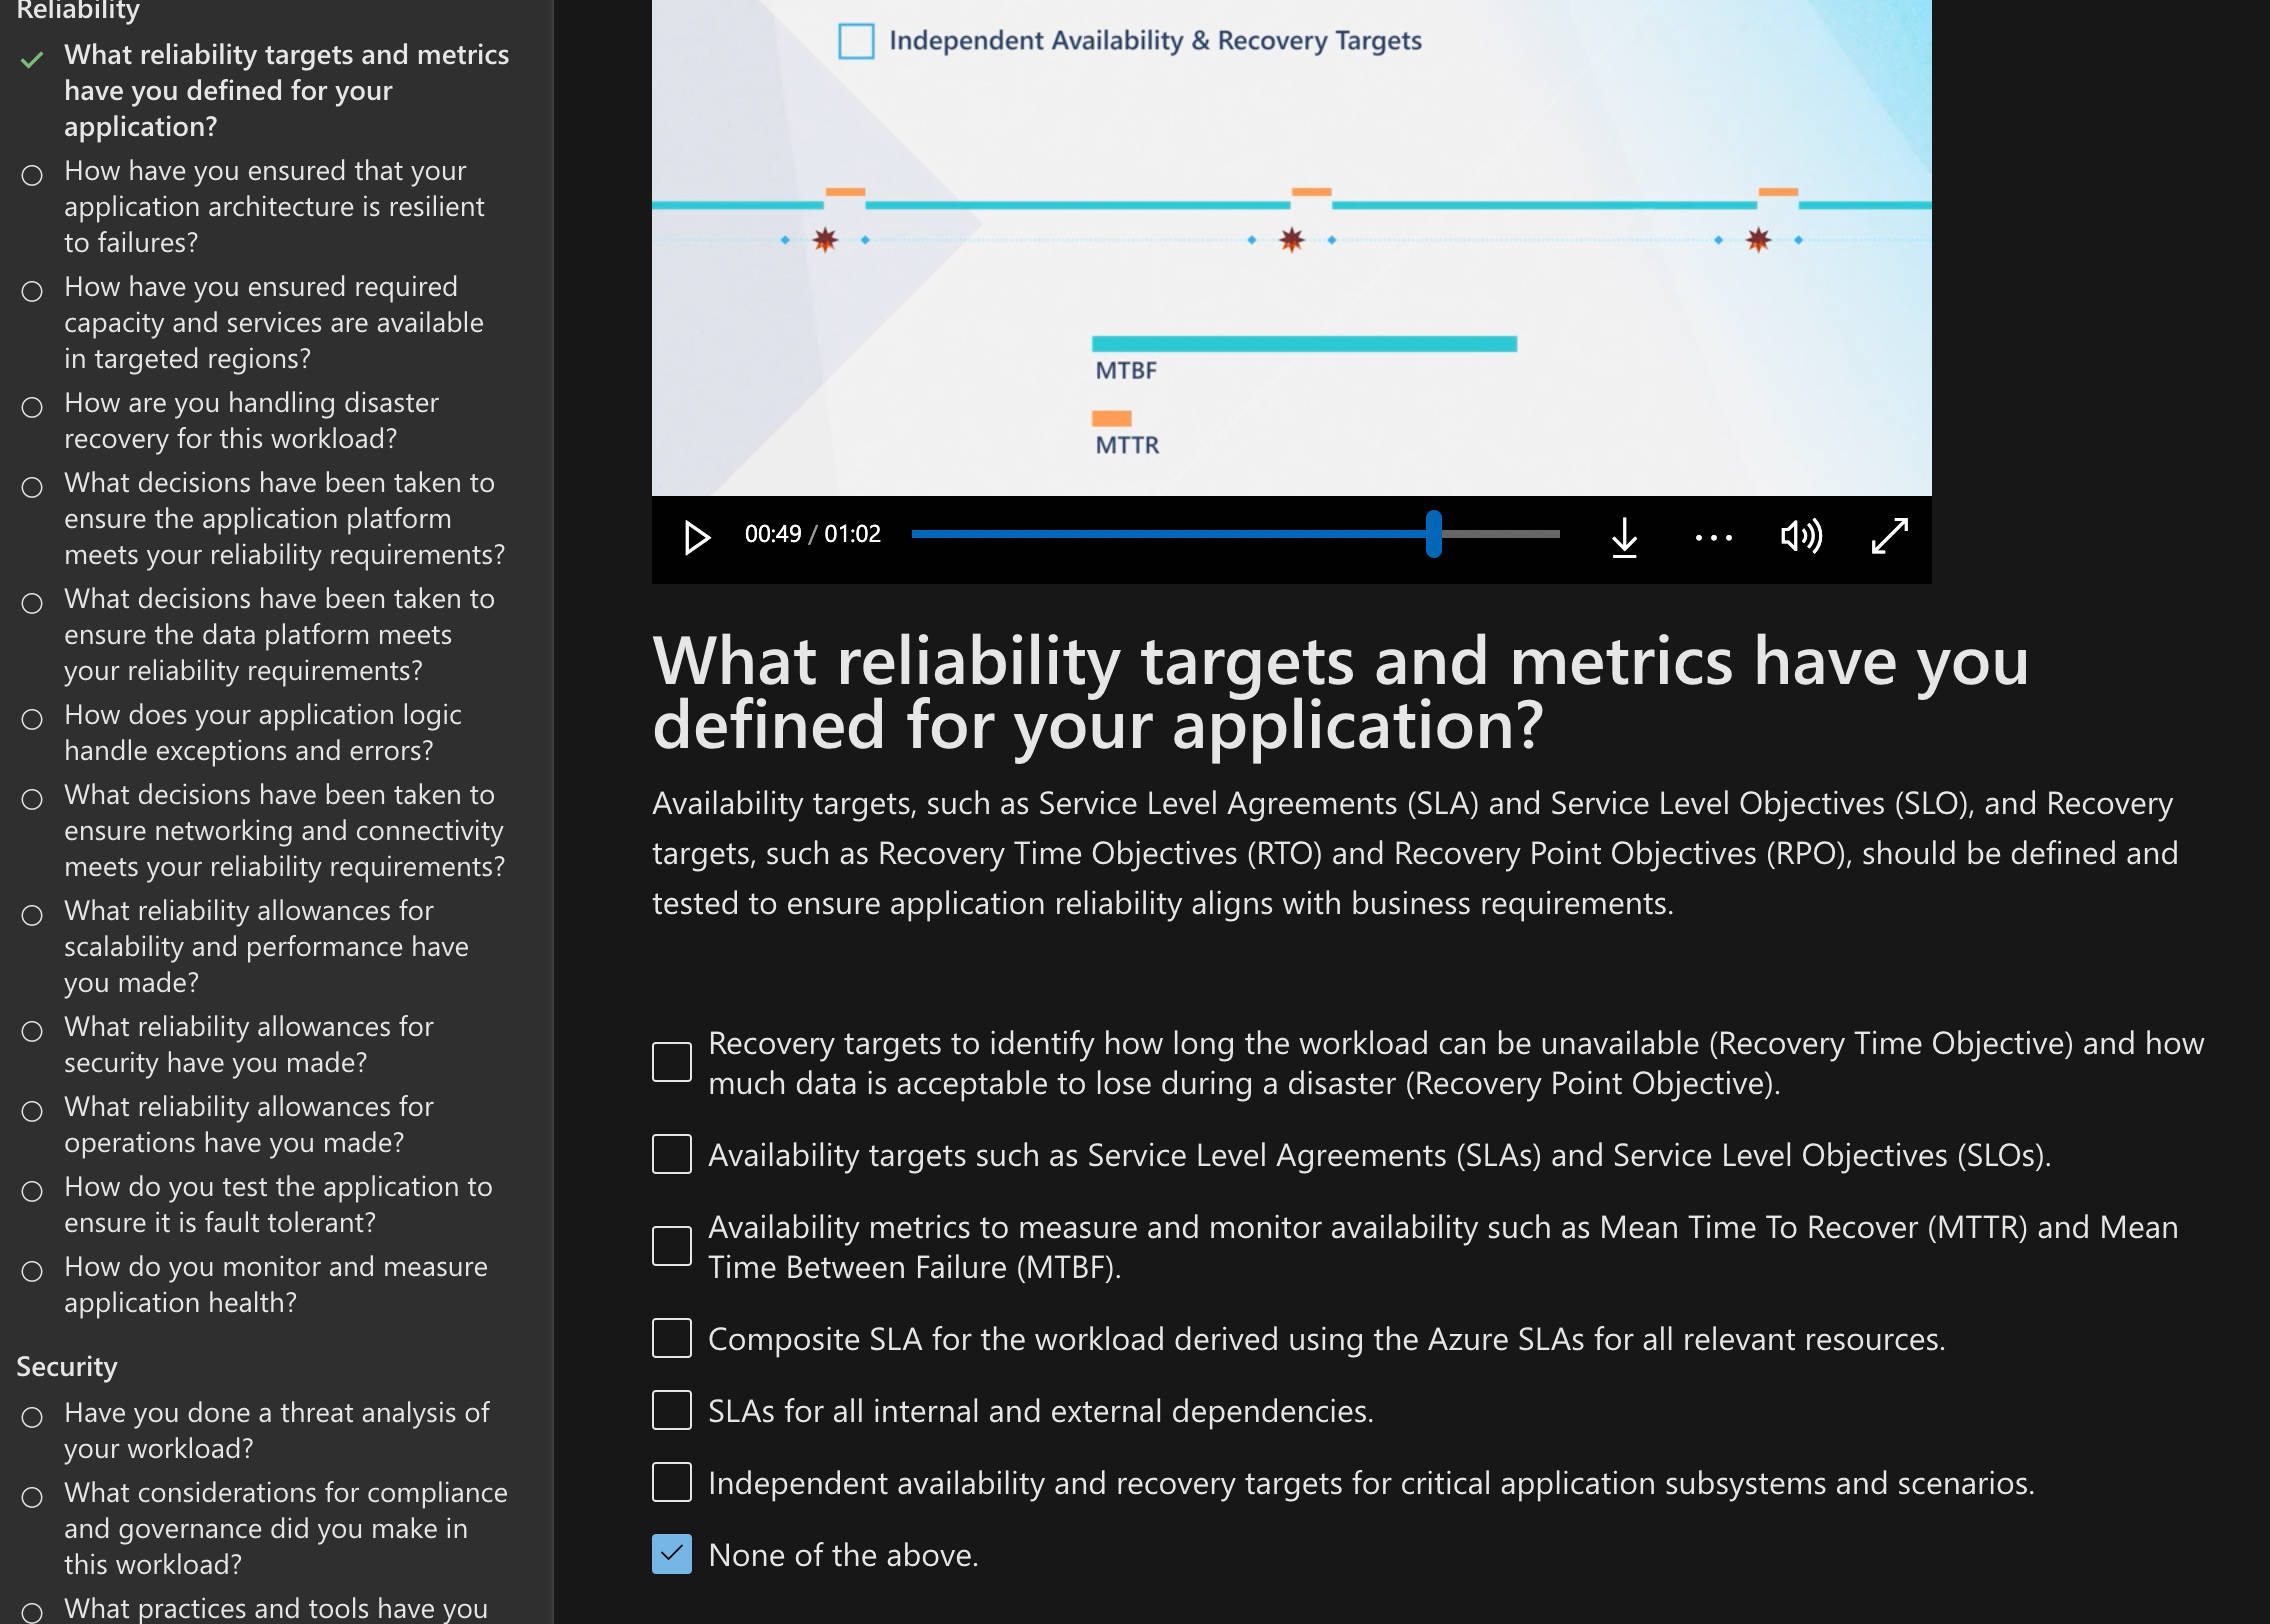 Reliability
What reliability targets and metrics
have you defined for your
application?
How have you ensured that your
application architecture is resilient
to failures?
How have you ensured required
capacity and services are available
in targeted regions?
How are you handling disaster
recovery for this workload?
What decisions have been taken to
ensure the application platform
meets your reliability requirements?
What decisions have been taken to
ensure the data platform meets
your reliability requirements?
How does your application logic
handle exceptions and errors?
What decisions have been taken to
ensure networking and connectivity
meets your reliability requirements?
What reliability allowances for
scalability and performance have
you made?
What reliability allowances for
security have you made?
What reliability allowances for
operations have you made?
How do you test the application to
ensure it is fault tolerant?
How do you monitor and measure
application health?
Security
Have you done a threat analysis of
your workload?
What considerations for compliance
and governance did you make in
this workload?
What practices and tools have you
Independent Availability & Recovery Targets
MTBF
MTTR
00:49 / 01:02
What reliability targets and metrics have you
defined for your application?
Availability targets, such as Service Level Agreements (SLA) and Service Level Objectives (SLO), and Recovery
targets, such as Recovery Time Objectives (RTO) and Recovery Point Objectives (RPO), should be defined and
tested to ensure application reliability aligns with business requirements.
Recovery targets to identify how long the workload can be unavailable (Recovery Time Objective) and how
much data is acceptable to lose during a disaster (Recovery Point Objective).
Availability targets such as Service Level Agreements (SLAs) and Service Level Objectives (SLOs).
Availability metrics to measure and monitor availability such as Mean Time To Recover (MTTR) and Mean
Time Between Failure (MTBF).
Composite SLA for the workload derived using the Azure SLAs for all relevant resources.
SLAs for all internal and external dependencies.
Independent availability and recovery targets for critical application subsystems and scenarios.
None of the above.